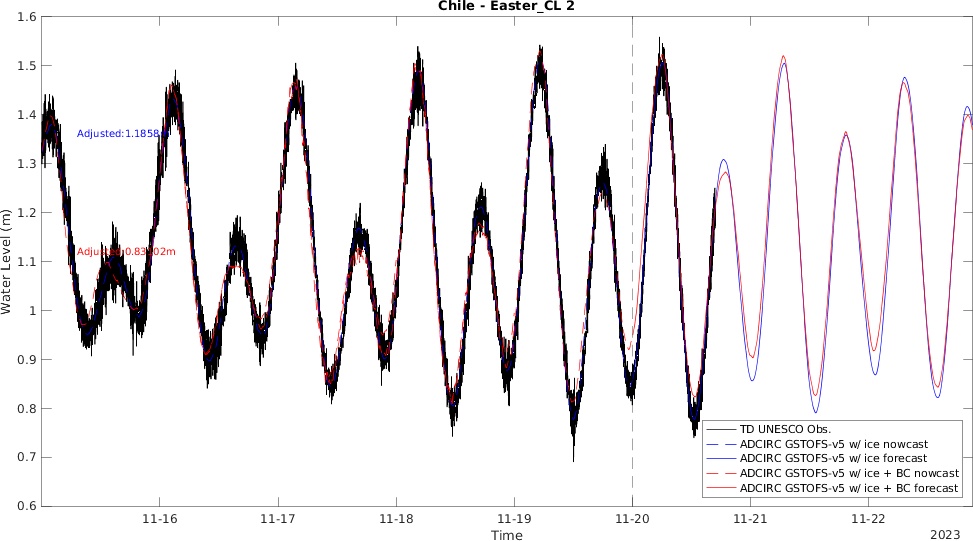 Chile - Easter_CL 2
1.6
1.5
1.4
1.3
1.2
1.1
1
0.9
0.8
0.7
0.6
Water Level (m)
Adjusted:1.1858m
TD UNESCO Obs.
ADCIRC GSTOFS-v5 w/ ice nowcast
ADCIRC GSTOFS-v5 w/ ice forecast
ADCIRC GSTOFS-v5 w/ ice + BC nowcast
ADCIRC GSTOFS-v5 w/ ice + BC forecast
11-16
11-17
11-18
11-19
11-20
11-21
11-22
Time
2023